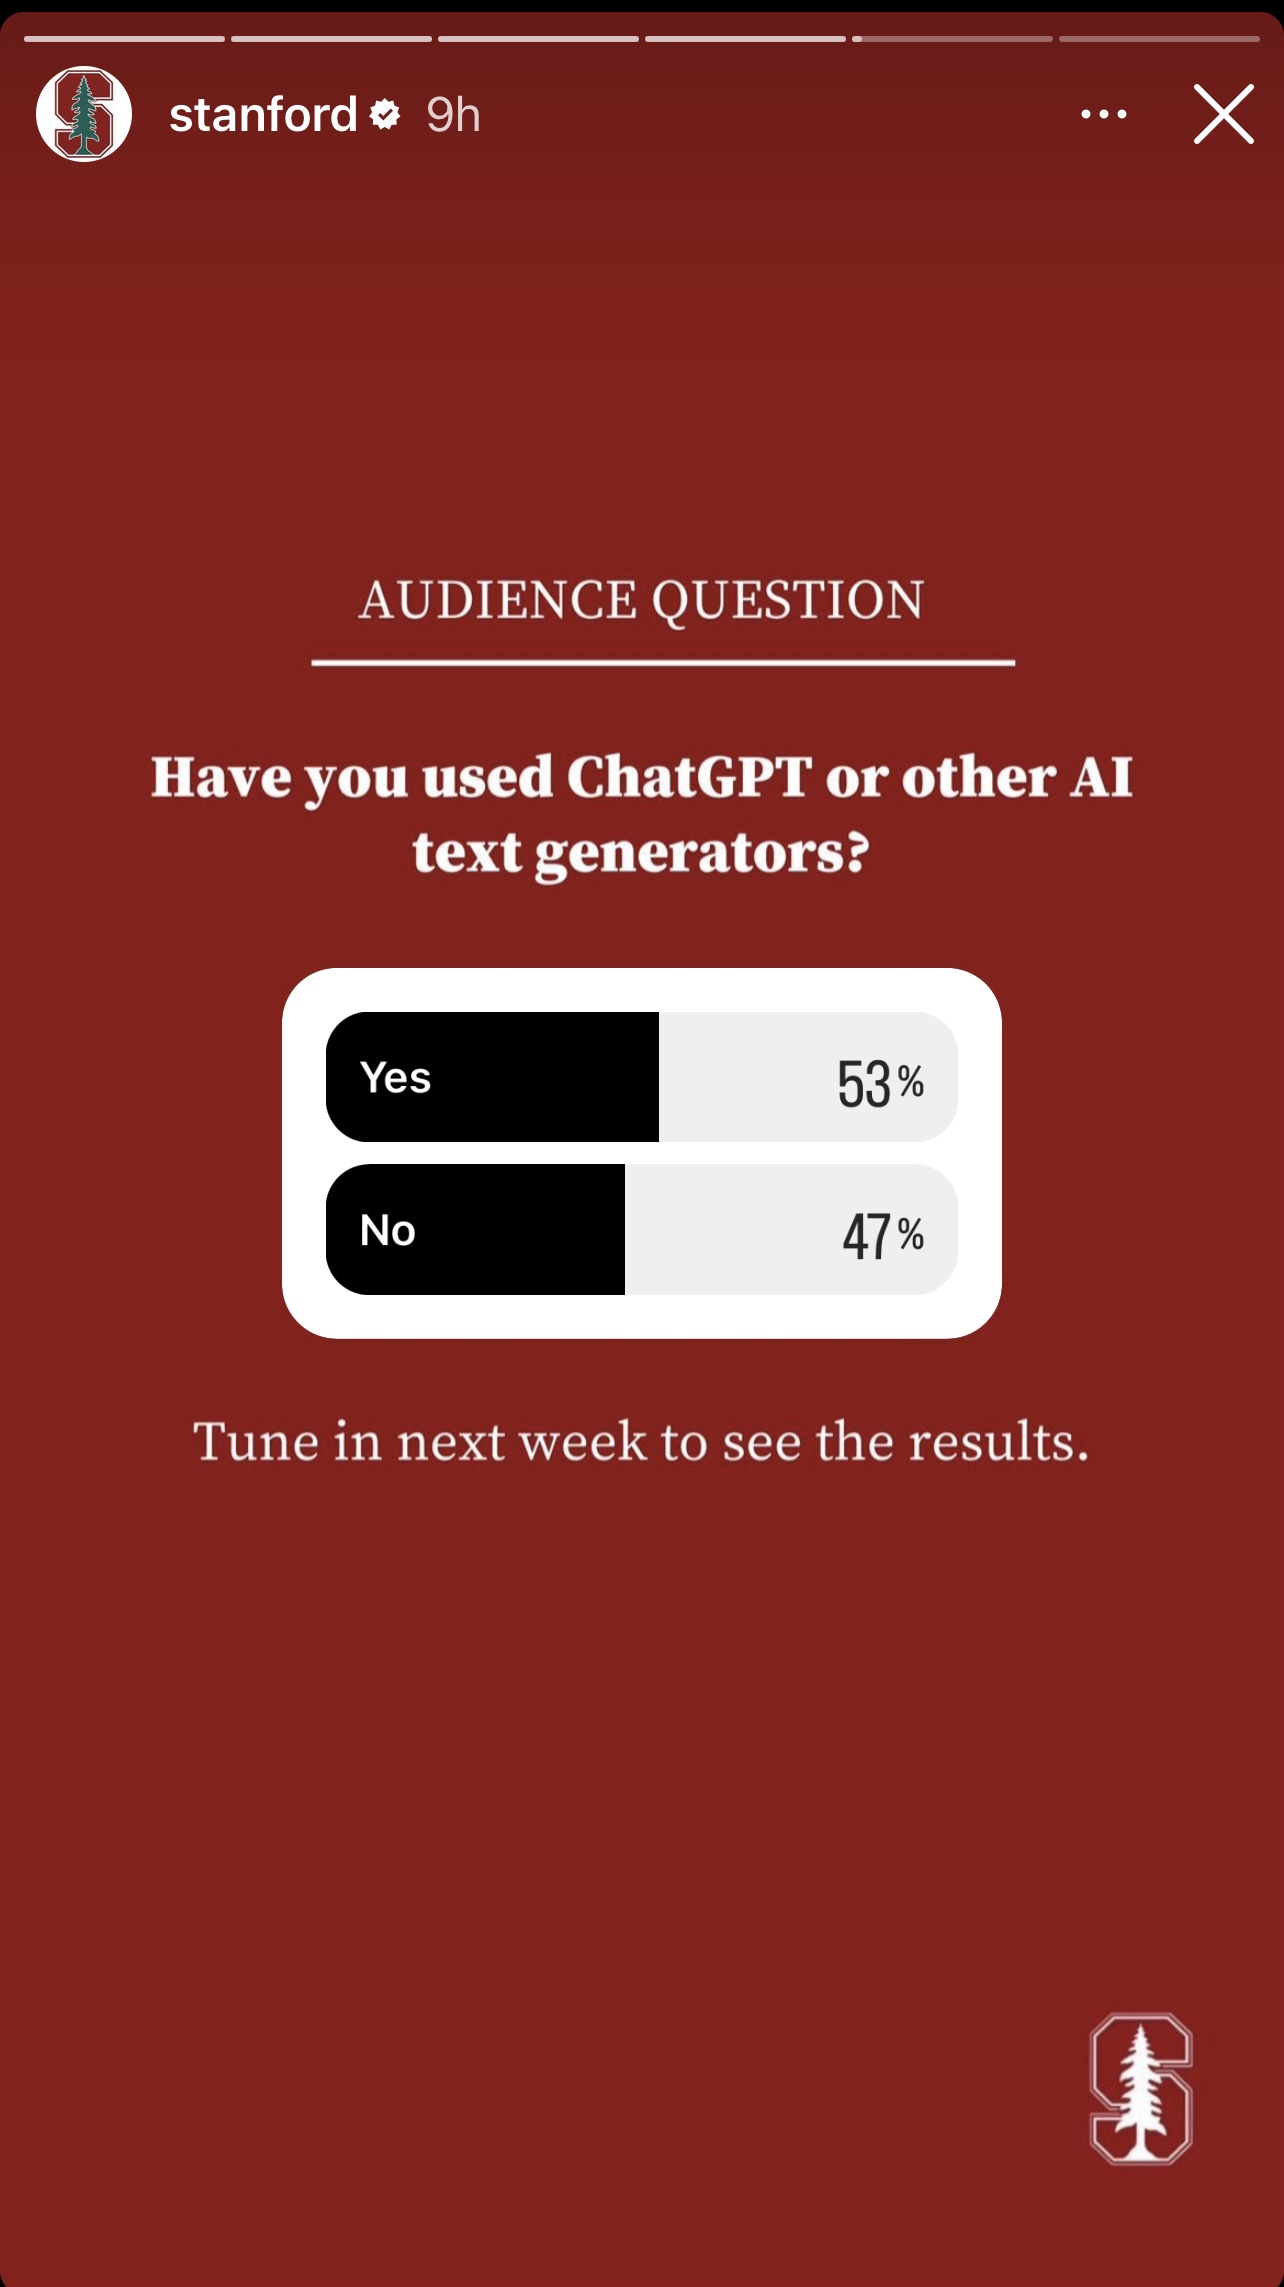 stanford 9h
AUDIENCE QUESTION
Have you used ChatGPT or other AI
text generators?
Yes 53%
No 47%
Tune in next week to see the results.